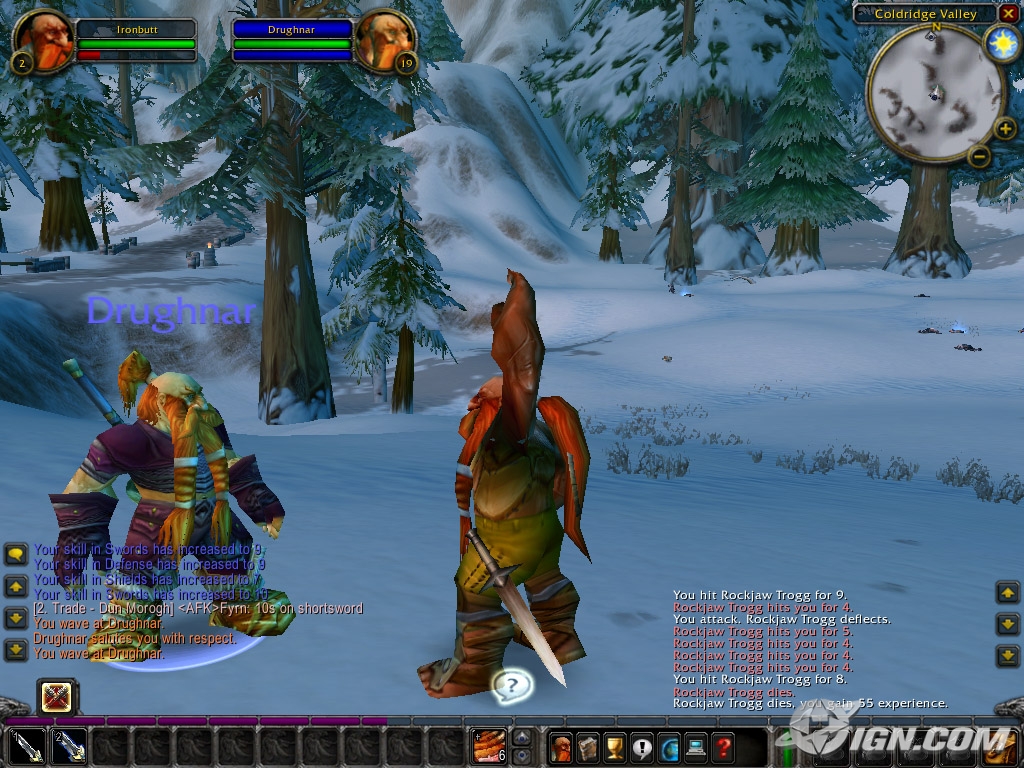 Ironbutt
Drughnar
Coldridge Valley
N
2
19
Drughnar
Your skill in Swords has increased to 9.
Your skill in Defense has increased to 9
Your skill in Shields has increased to 7
Your skill in Swords has increased to 10
[2. Trade - Dun Morogh] <AFK>Fyrn: 10s on shortsword
You wave at Drughnar.
Drughnar salutes you with respect.
You wave at Drughnar.
You hit Rockjaw Trogg for 9.
Rockjaw Trogg hits you for 4.
You attack. Rockjaw Trogg deflects.
Rockjaw Trogg hits you for 5.
Rockjaw Trogg hits you for 4.
Rockjaw Trogg hits you for 4.
Rockjaw Trogg hits you for 4.
You hit Rockjaw Trogg for 8.
Rockjaw Trogg dies.
Rockjaw Trogg dies, you gain 55 experience.
?
1
2
6
!
?
IGN.COM